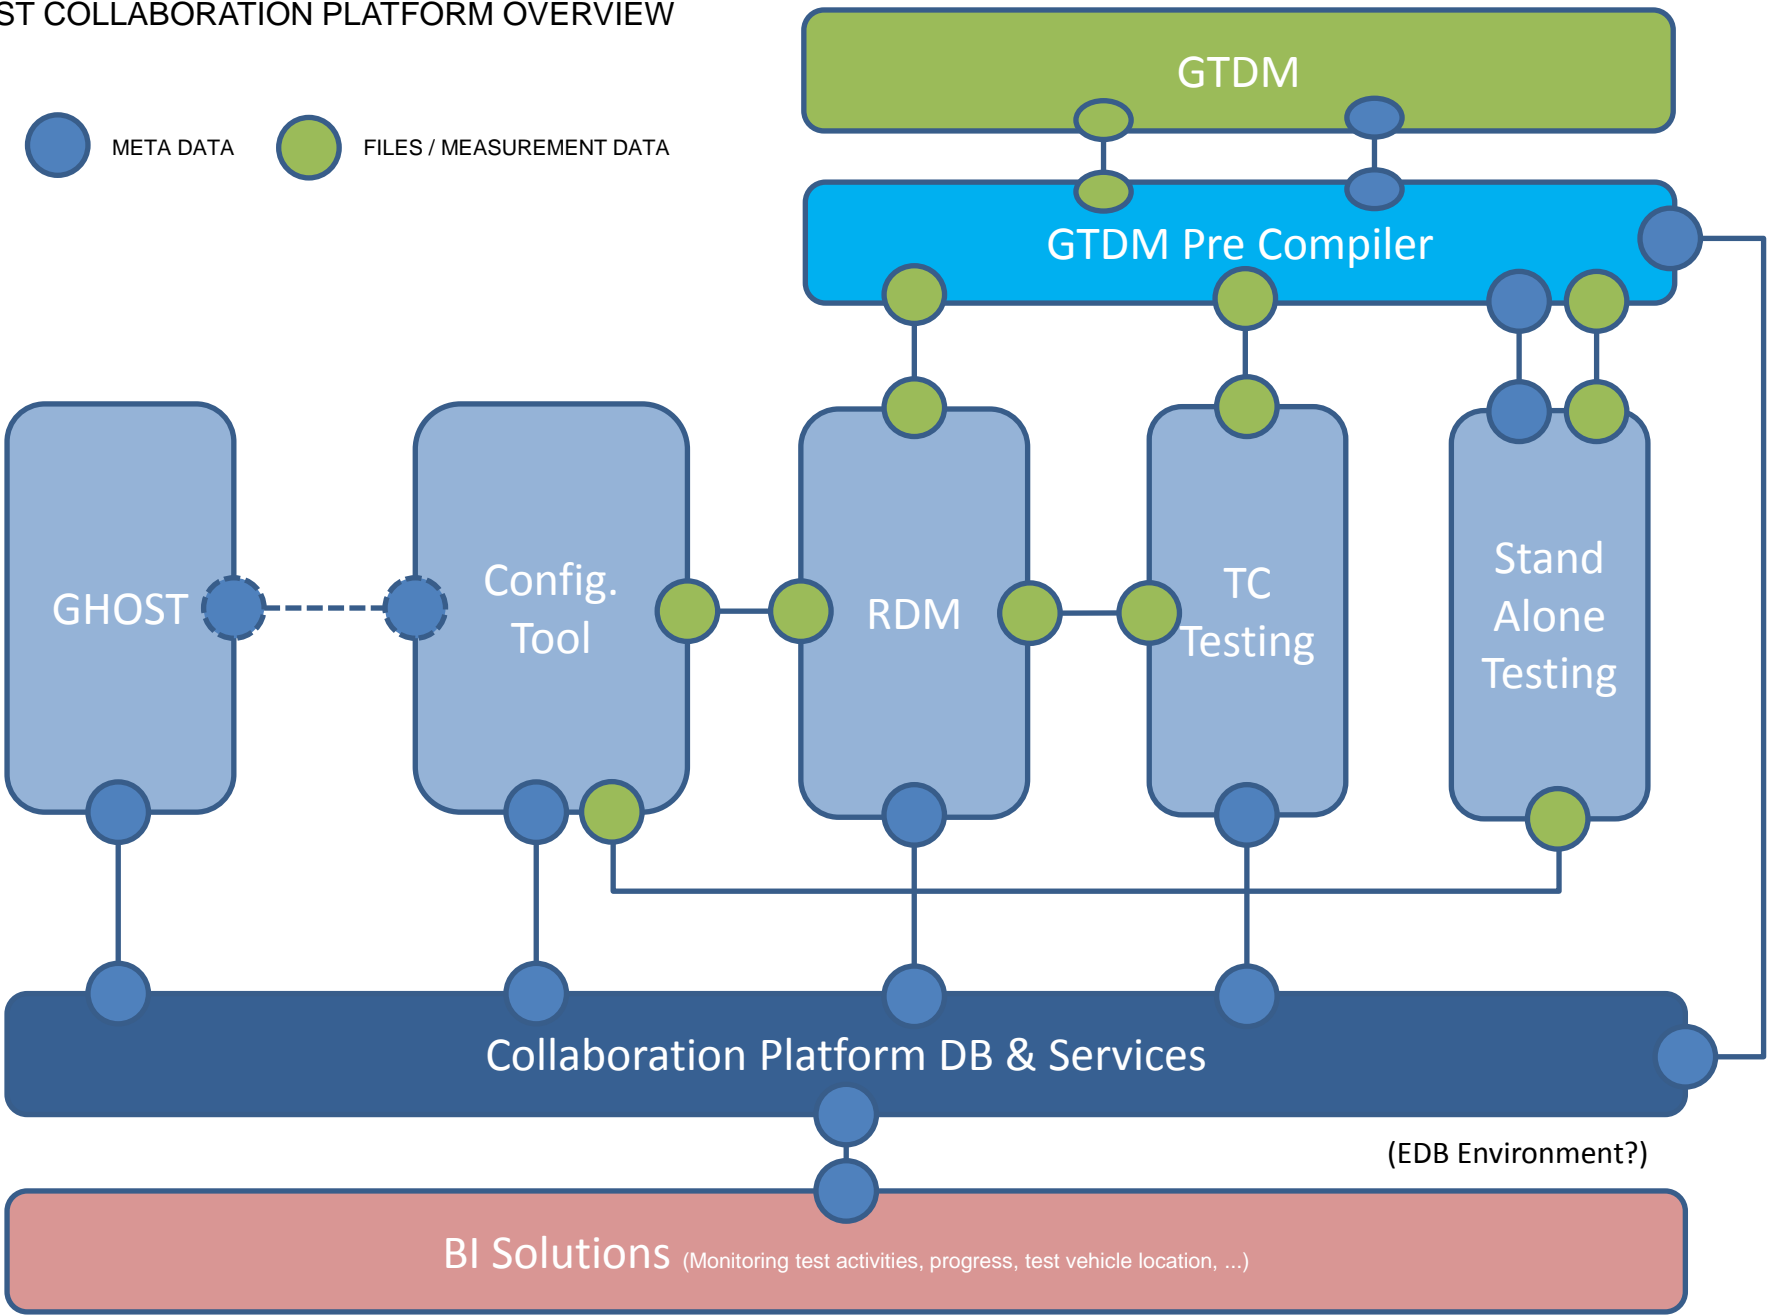 ST COLLABORATION PLATFORM OVERVIEW
META DATA
FILES / MEASUREMENT DATA
GTDM
GTDM Pre Compiler
GHOST
Config.
Tool
RDM
TC
Testing
Stand
Alone
Testing
Collaboration Platform DB & Services
(EDB Environment?)
BI Solutions (Monitoring test activities, progress, test vehicle location, ...)